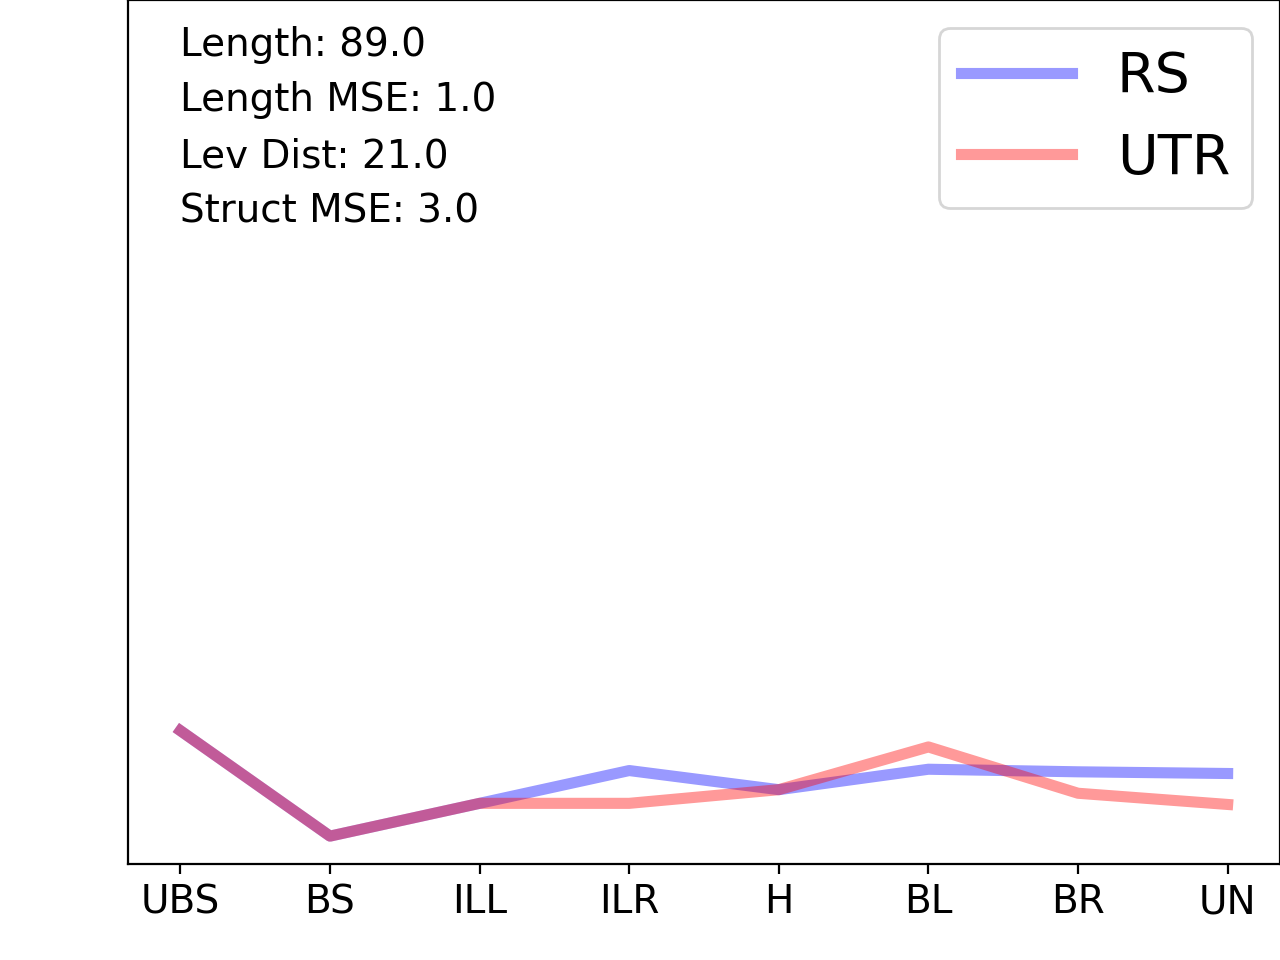 Length: 89.0
Length MSE: 1.0
Lev Dist: 21.0
Struct MSE: 3.0
RS
UTR
UBS BS ILL ILR H BL BR UN